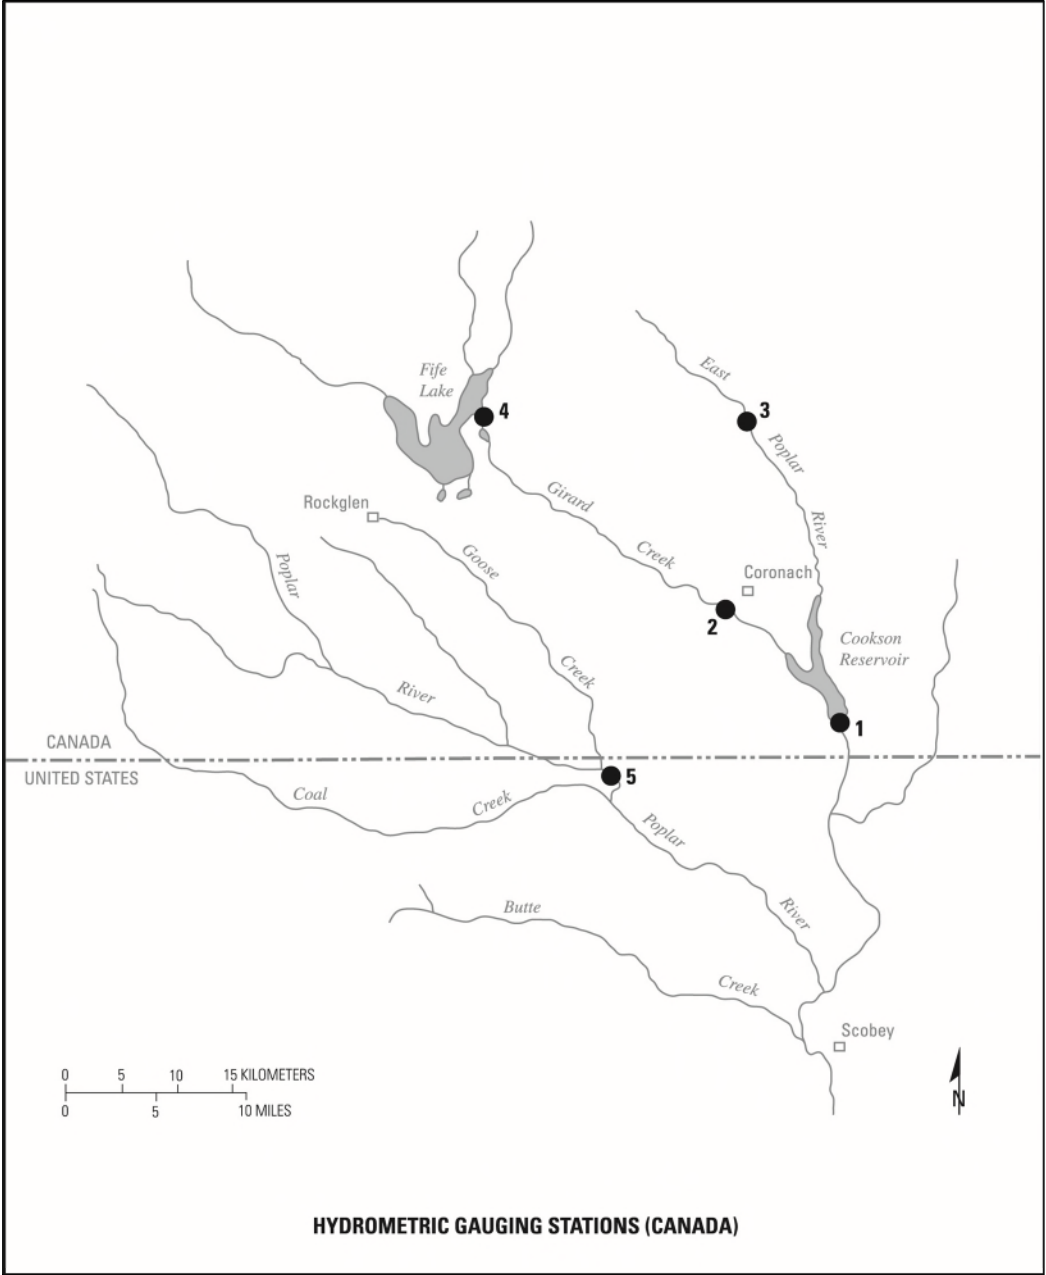 Fife
Lake
East
4
3
Poplar
Rockglen
Girard
River
Goose
Creek
Poplar
Coronach
2
Cookson
Reservoir
Creek
River
1
CANADA
UNITED STATES
5
Coal
Creek
Poplar
Butte
River
Creek
Scobey
0 5 10 15 KILOMETERS
0 5 10 MILES
N
HYDROMETRIC GAUGING STATIONS (CANADA)